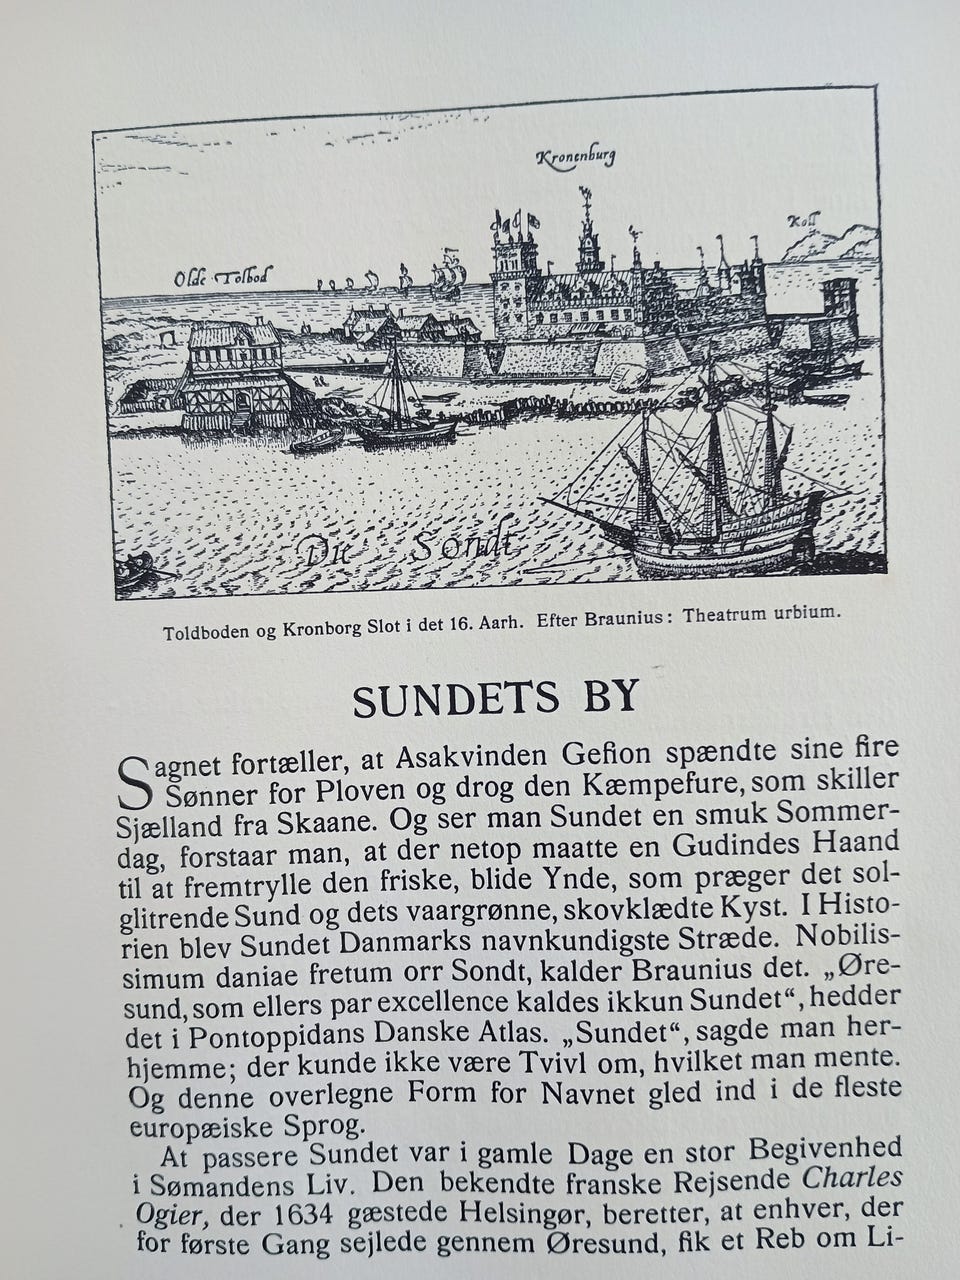 Kronenburg
Koll
Olde Tolbod
Die Sondt
Toldboden og Kronborg Slot i det 16. Aarh. Efter Braunius: Theatrum urbium.
SUNDETS BY
Sagnet fortæller, at Asakvinden Gefion spændte sine fire
Sønner for Ploven og drog den Kæmpefure, som skiller
Sjælland fra Skaane. Og ser man Sundet en smuk Sommer-
dag, forstaar man, at der netop maatte en Gudindes Haand
til at fremtrylle den friske, blide Ynde, som præger det sol-
glitrende Sund og dets vaargrønne, skovklædte Kyst. I Histo-
rien blev Sundet Danmarks navnkundigste Stræde. Nobilis-
simum daniae fretum orr Sondt, kalder Braunius det. „Øre-
sund, som ellers par excellence kaldes ikkun Sundet“, hedder
det i Pontoppidans Danske Atlas. „Sundet“, sagde man her-
hjemme; der kunde ikke være Tvivl om, hvilket man mente.
Og denne overlegne Form for Navnet gled ind i de fleste
europæiske Sprog.
At passere Sundet var i gamle Dage en stor Begivenhed
i Sømandens Liv. Den bekendte franske Rejsende Charles
Ogier, der 1634 gæstede Helsingør, beretter, at enhver, der
for første Gang sejlede gennem Øresund, fik et Reb om Li-